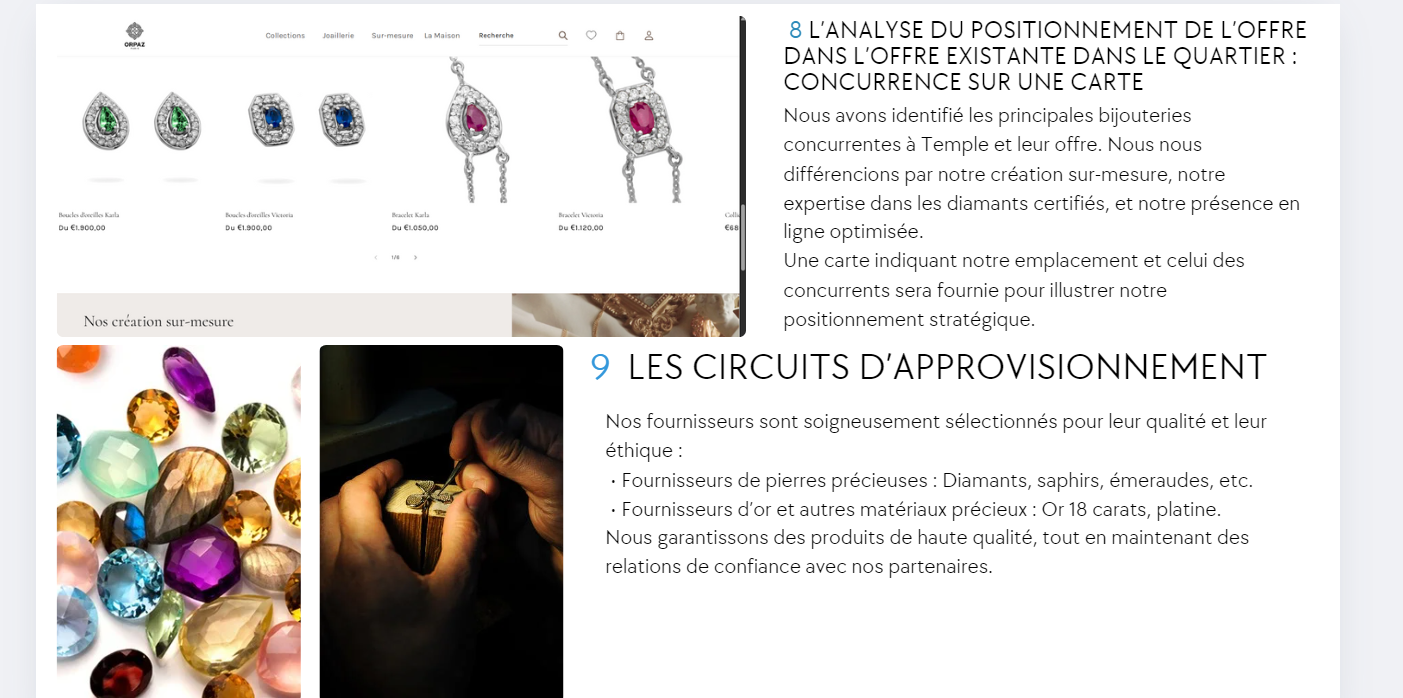 ORPAZ
Collections Joaillerie Sur-mesure La Maison Recherche
Boucles d'oreilles Karla
Du €1.900,00
Boucles d'oreilles Victoria
Du €1.900,00
Bracelet Karla
Du €1.050,00
Bracelet Victoria
Du €1.120,00
€68
1/6
Nos création sur-mesure
8 L'ANALYSE DU POSITIONNEMENT DE L'OFFRE
DANS L'OFFRE EXISTANTE DANS LE QUARTIER :
CONCURRENCE SUR UNE CARTE
Nous avons identifié les principales bijouteries
concurrentes à Temple et leur offre. Nous nous
différencions par notre création sur-mesure, notre
expertise dans les diamants certifiés, et notre présence en
ligne optimisée.
Une carte indiquant notre emplacement et celui des
concurrents sera fournie pour illustrer notre
positionnement stratégique.
9 LES CIRCUITS D'APPROVISIONNEMENT
Nos fournisseurs sont soigneusement sélectionnés pour leur qualité et leur
éthique :
• Fournisseurs de pierres précieuses : Diamants, saphirs, émeraudes, etc.
• Fournisseurs d'or et autres matériaux précieux : Or 18 carats, platine.
Nous garantissons des produits de haute qualité, tout en maintenant des
relations de confiance avec nos partenaires.